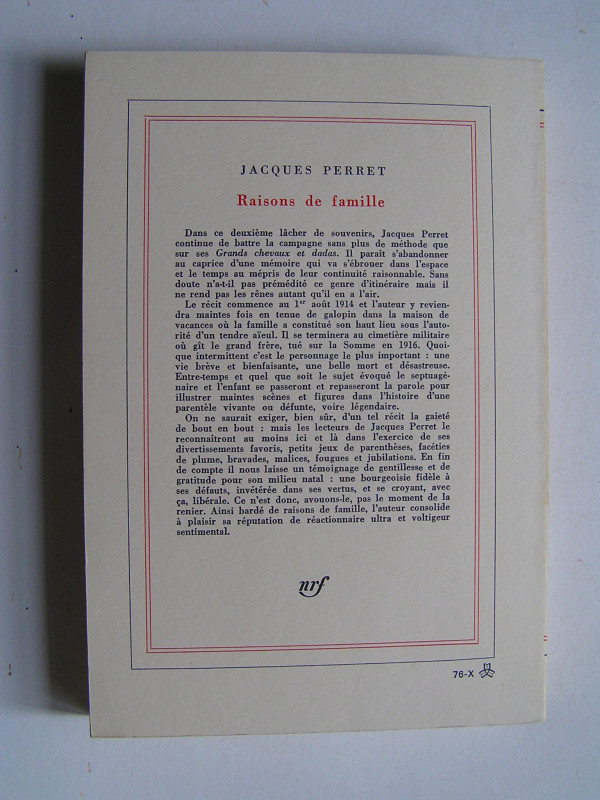 JACQUES PERRET
Raisons de famille
Dans ce deuxième lâcher de souvenirs, Jacques Perret
continue de battre la campagne sans plus de méthode que
sur ses Grands chevaux et dadas. Il paraît s'abandonner
au caprice d'une mémoire qui va s'ébrouer dans l'espace
et le temps au mépris de leur continuité raisonnable. Sans
doute n'a-t-il pas prémédité ce genre d'itinéraire mais il
ne rend pas les rênes autant qu'il en a l'air.
Le récit commence au 1er août 1914 et l'auteur y revien-
dra maintes fois en tenue de galopin dans la maison de
vacances où la famille a constitué son haut lieu sous l'auto-
rité d'un tendre aïeul. Il se terminera au cimetière militaire
où gît le grand frère, tué sur la Somme en 1916. Quoi-
que intermittent c'est le personnage le plus important : une
vie brève et bienfaisante, une belle mort et désastreuse.
Entre-temps et quel que soit le sujet évoqué le septuagé-
naire et l'enfant se passeront et repasseront la parole pour
illustrer maintes scènes et figures dans l'histoire d'une
parentèle vivante ou défunte, voire légendaire.
On ne saurait exiger, bien sûr, d'un tel récit la gaieté
de bout en bout : mais les lecteurs de Jacques Perret le
reconnaîtront au moins ici et là dans l'exercice de ses
divertissements favoris, petits jeux de parenthèses, facéties
de plume, bravades, malices, fougues et jubilations. En fin
de compte il nous laisse un témoignage de gentillesse et de
gratitude pour son milieu natal : une bourgeoisie fidèle à
ses défauts, invétérée dans ses vertus, et se croyant, avec
ça, libérale. Ce n'est donc, avouons-le, pas le moment de la
renier. Ainsi bardé de raisons de famille, l'auteur consolide
à plaisir sa réputation de réactionnaire ultra et voltigeur
sentimental.
nrf
76-X